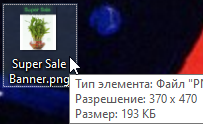 Super Sale
Super Sale
Banner.png
Тип элемента: Файл "PN
Разрешение: 370 x 470
Размер: 193 КБ